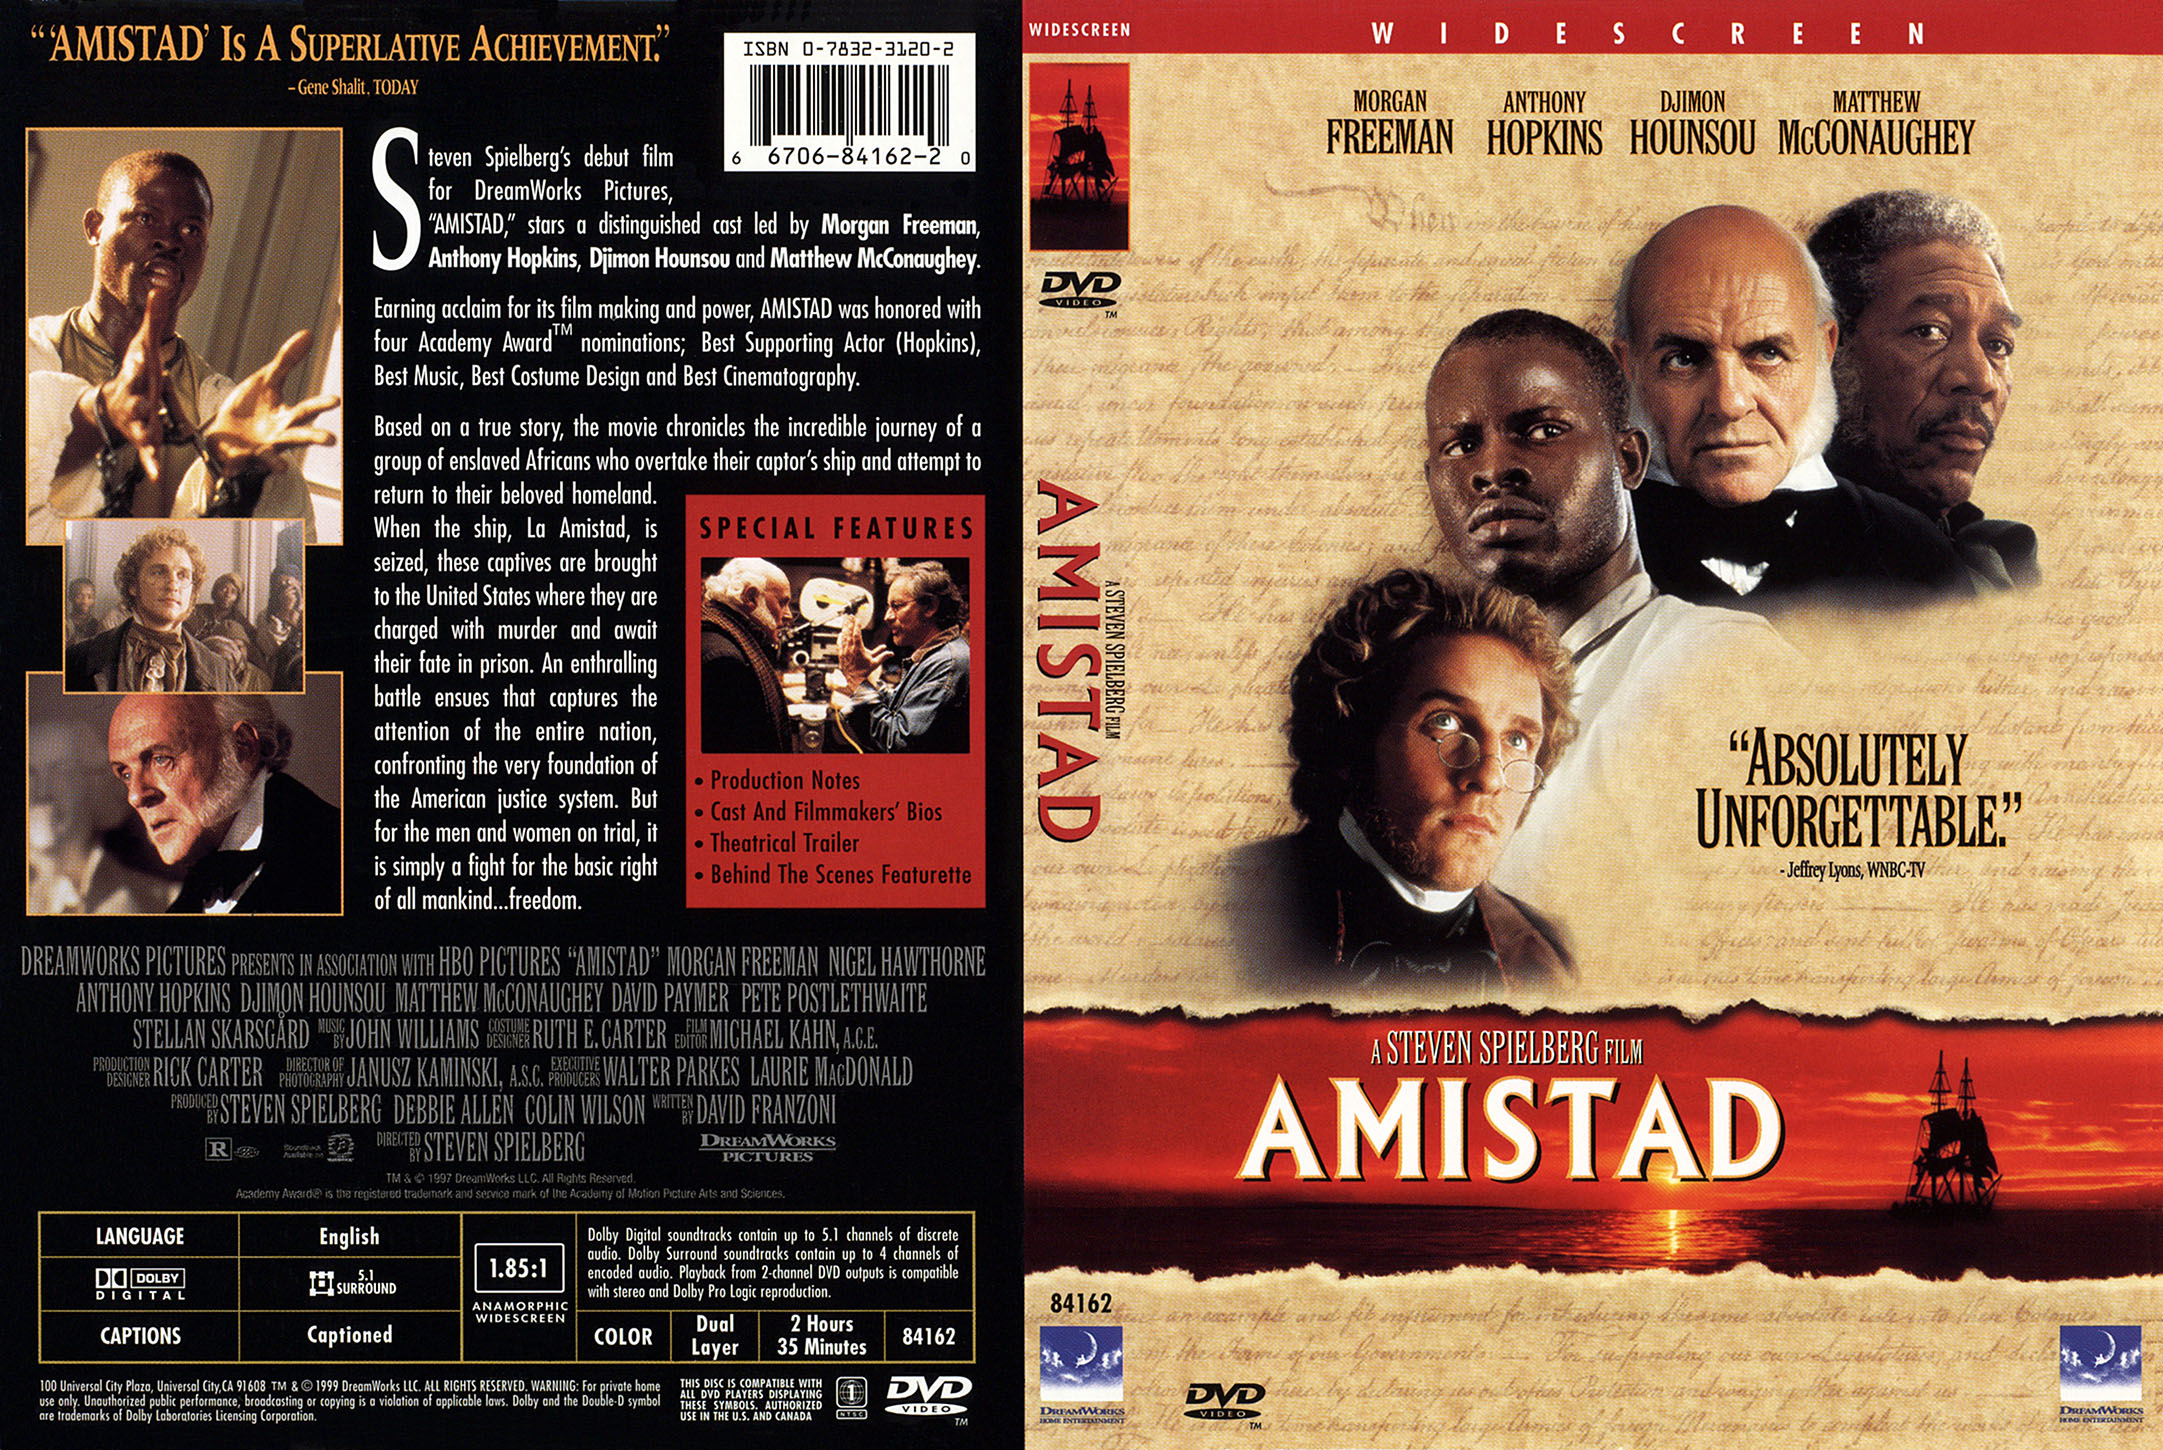 “‘AMISTAD’ IS A SUPERLATIVE ACHIEVEMENT.”
– Gene Shalit, TODAY
ISBN 0-7832-3120-2
6 6706-84162-2 0
Steven Spielberg’s debut film
for DreamWorks Pictures,
“AMISTAD,” stars a distinguished cast led by Morgan Freeman,
Anthony Hopkins, Djimon Hounsou and Matthew McConaughey.
Earning acclaim for its film making and power, AMISTAD was honored with
four Academy Award™ nominations; Best Supporting Actor (Hopkins),
Best Music, Best Costume Design and Best Cinematography.
Based on a true story, the movie chronicles the incredible journey of a
group of enslaved Africans who overtake their captor’s ship and attempt to
return to their beloved homeland.
When the ship, La Amistad, is
seized, these captives are brought
to the United States where they are
charged with murder and await
their fate in prison. An enthralling
battle ensues that captures the
attention of the entire nation,
confronting the very foundation of
the American justice system. But
for the men and women on trial, it
is simply a fight for the basic right
of all mankind...freedom.
SPECIAL FEATURES
• Production Notes
• Cast And Filmmakers’ Bios
• Theatrical Trailer
• Behind The Scenes Featurette
DREAMWORKS PICTURES PRESENTS IN ASSOCIATION WITH HBO PICTURES “AMISTAD” MORGAN FREEMAN NIGEL HAWTHORNE
ANTHONY HOPKINS DJIMON HOUNSOU MATTHEW McCONAUGHEY DAVID PAYMER PETE POSTLETHWAITE
STELLAN SKARSGÅRD MUSIC BY JOHN WILLIAMS COSTUME DESIGNER RUTH E. CARTER FILM EDITOR MICHAEL KAHN, A.C.E.
PRODUCTION DESIGNER RICK CARTER DIRECTOR OF PHOTOGRAPHY JANUSZ KAMINSKI, A.S.C. EXECUTIVE PRODUCERS WALTER PARKES LAURIE MACDONALD
PRODUCED BY STEVEN SPIELBERG DEBBIE ALLEN COLIN WILSON WRITTEN BY DAVID FRANZONI
R Soundtrack Available on DIRECTED BY STEVEN SPIELBERG DREAMWORKS PICTURES
TM & © 1997 DreamWorks LLC. All Rights Reserved.
Academy Award® is the registered trademark and service mark of the Academy of Motion Picture Arts and Sciences.
LANGUAGE English
DOLBY DIGITAL 5.1 SURROUND
CAPTIONS Captioned
1.85:1
ANAMORPHIC WIDESCREEN
Dolby Digital soundtracks contain up to 5.1 channels of discrete
audio. Dolby Surround soundtracks contain up to 4 channels of
encoded audio. Playback from 2-channel DVD outputs is compatible
with stereo and Dolby Pro Logic reproduction.
COLOR Dual Layer 2 Hours 35 Minutes 84162
100 Universal City Plaza, Universal City,CA 91608 TM & © 1999 DreamWorks LLC. ALL RIGHTS RESERVED. WARNING: For private home
use only. Unauthorized public performance, broadcasting or copying is a violation of applicable laws. Dolby and the Double-D symbol
are trademarks of Dolby Laboratories Licensing Corporation.
THIS DISC IS COMPATIBLE WITH
ALL DVD PLAYERS DISPLAYING
THESE SYMBOLS. AUTHORIZED
USE IN THE U.S. AND CANADA
1 NTSC
DVD VIDEO TM
WIDESCREEN
DVD VIDEO TM
AMISTAD
A STEVEN SPIELBERG FILM
84162
DREAMWORKS
HOME ENTERTAINMENT
WIDESCREEN
MORGAN FREEMAN ANTHONY HOPKINS DJIMON HOUNSOU MATTHEW McCONAUGHEY
“ABSOLUTELY
UNFORGETTABLE.”
- Jeffrey Lyons, WNBC-TV
A STEVEN SPIELBERG FILM
AMISTAD
DVD VIDEO TM
DREAMWORKS
HOME ENTERTAINMENT